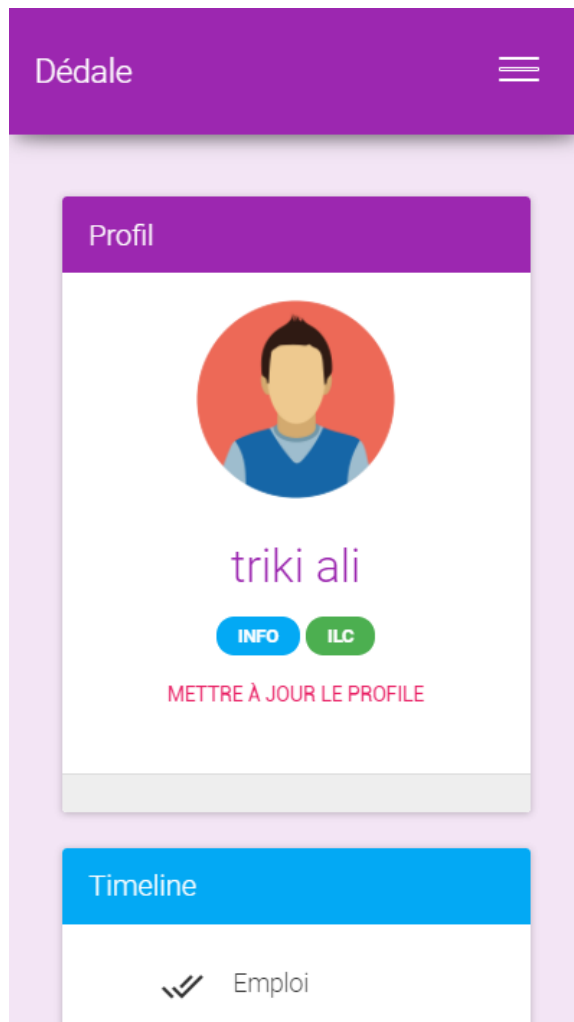 Dédale
Profil
triki ali
INFO ILC
METTRE À JOUR LE PROFILE
Timeline
Emploi